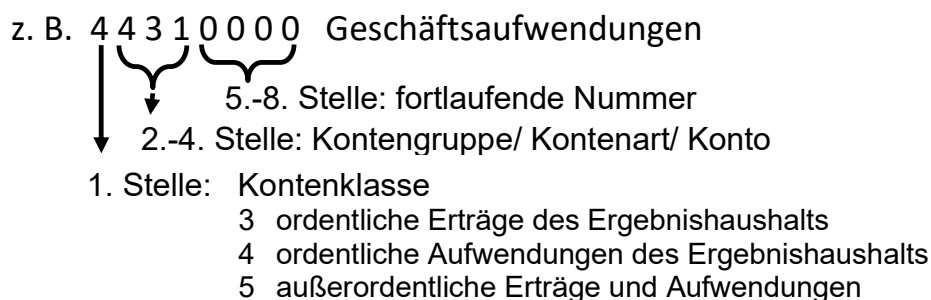 z. B. 4 4 3 1 0 0 0 0 Geschäftsaufwendungen
5.-8. Stelle: fortlaufende Nummer
2.-4. Stelle: Kontengruppe/ Kontenart/ Konto
1. Stelle: Kontenklasse
3 ordentliche Erträge des Ergebnishaushalts
4 ordentliche Aufwendungen des Ergebnishaushalts
5 außerordentliche Erträge und Aufwendungen